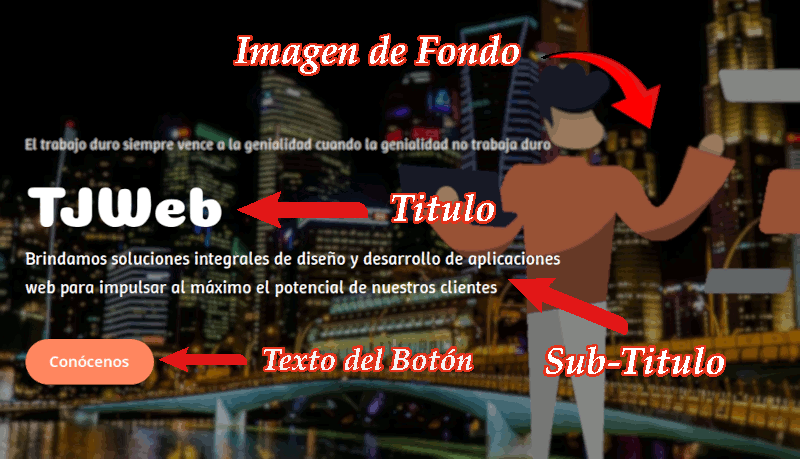 Imagen de Fondo
El trabajo duro siempre vence a la genialidad cuando la genialidad no trabaja duro
TJWeb
Titulo
Brindamos soluciones integrales de diseño y desarrollo de aplicaciones
web para impulsar al máximo el potencial de nuestros clientes
Conócenos
Texto del Botón
Sub-Titulo